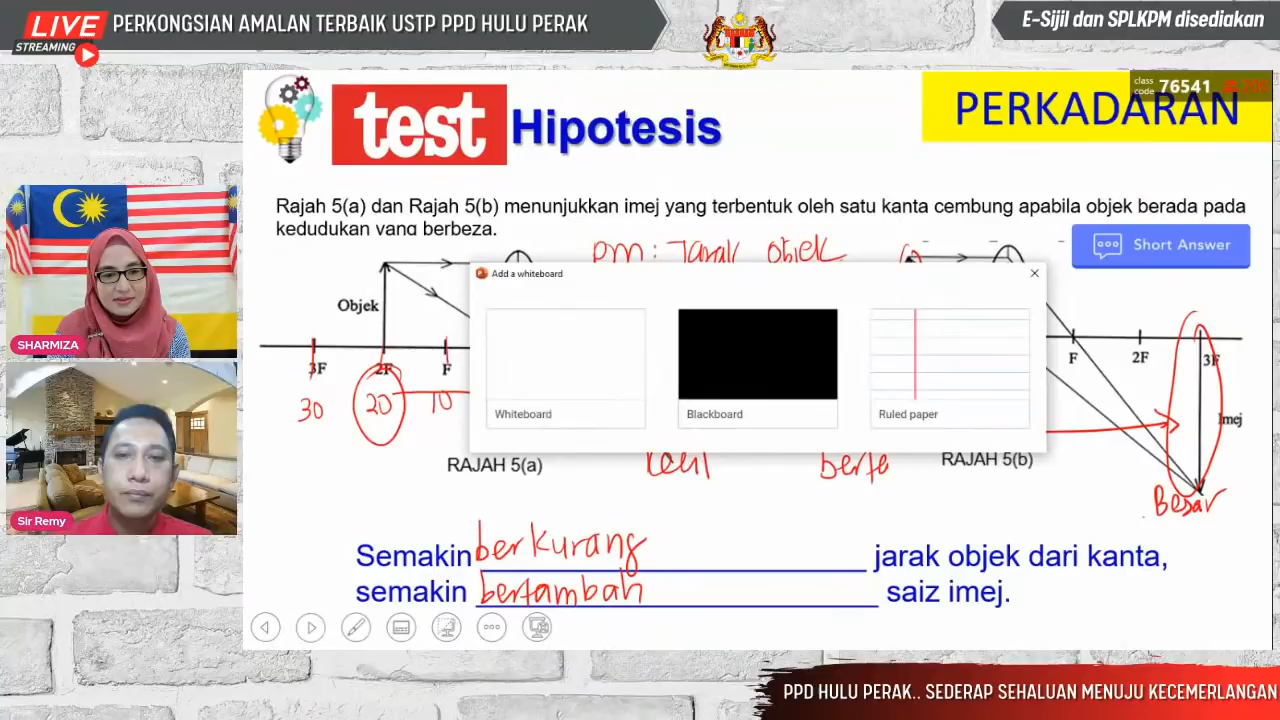 LIVE
STREAMING
PERKONGSIAN AMALAN TERBAIK USTP PPD HULU PERAK
E-Sijil dan SPLKPM disediakan
test Hipotesis
PERKADARAN
class code 76541
Rajah 5(a) dan Rajah 5(b) menunjukkan imej yang terbentuk oleh satu kanta cembung apabila objek berada pada
kedudukan yang berbeza.
Short Answer
pm : Jarak objek
Add a whiteboard
Objek
Whiteboard
Blackboard
Ruled paper
3F 2F F
30 20 10
F 2F 3F
Imej
RAJAH 5(a)
kecil
RAJAH 5(b)
Besar
Semakin berkurang jarak objek dari kanta,
semakin bertambah saiz imej.
SHARMIZA
Sir Remy
PPD HULU PERAK.. SEDERAP SEHALUAN MENUJU KECEMERLANGAN